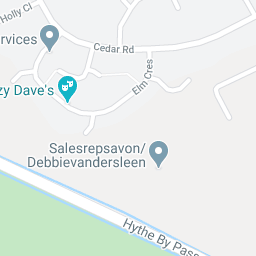 Holly Cl
ervices
Cedar Rd
zy Dave's
Elm Cres
Salesrepsavon/
Debbievandersleen
Hythe By Pass